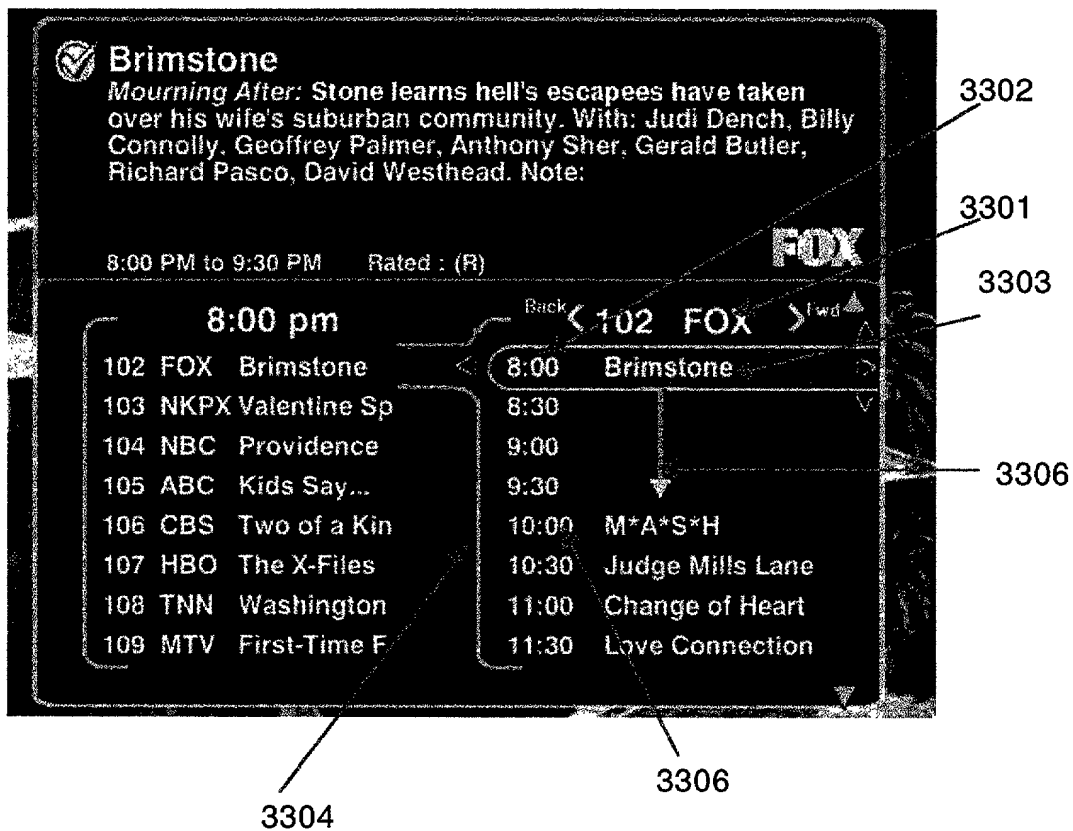 Brimstone
Mourning After: Stone learns hell's escapees have taken
over his wife's suburban community. With: Judi Dench, Billy
Connolly, Geoffrey Palmer, Anthony Sher, Gerald Butler,
Richard Pasco, David Westhead. Note:
8:00 PM to 9:30 PM Rated : (R)
FOX
8:00 pm
102 FOX Brimstone
103 NKPX Valentine Sp
104 NBC Providence
105 ABC Kids Say...
106 CBS Two of a Kin
107 HBO The X-Files
108 TNN Washington
109 MTV First-Time F
Back < 102 FOX > Fwd
8:00 Brimstone
8:30
9:00
9:30
10:00 M*A*S*H
10:30 Judge Mills Lane
11:00 Change of Heart
11:30 Love Connection
3302
3301
3303
3306
3306
3304